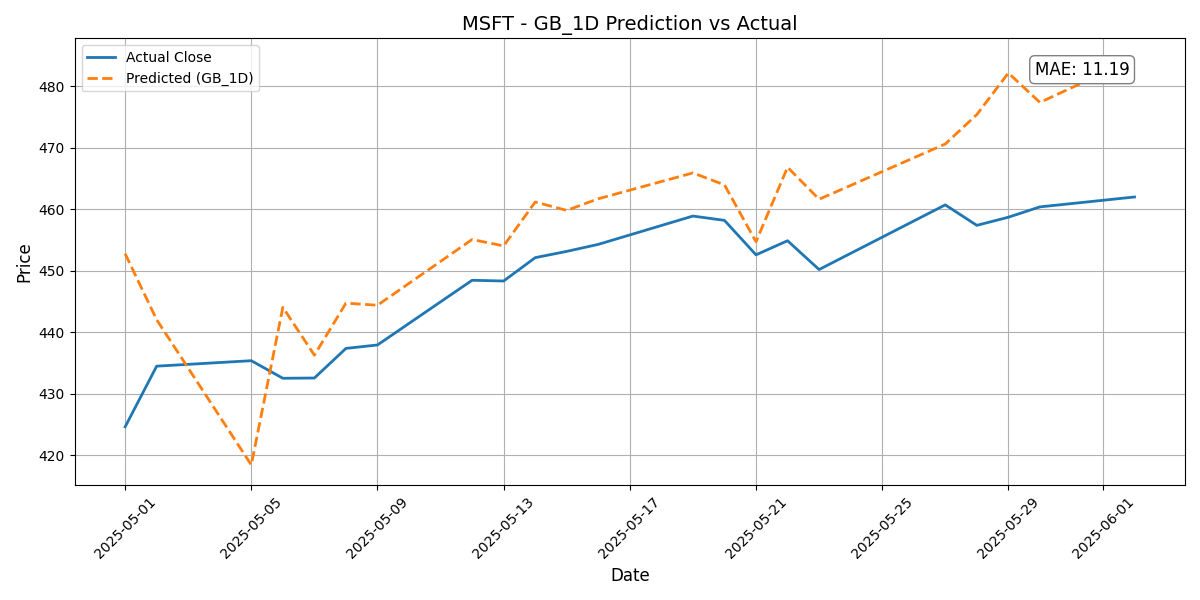 MSFT - GB_1D Prediction vs Actual
Actual Close
Predicted (GB_1D)
MAE: 11.19
Price
480
470
460
450
440
430
420
2025-05-01
2025-05-05
2025-05-09
2025-05-13
2025-05-17
2025-05-21
2025-05-25
2025-05-29
2025-06-01
Date